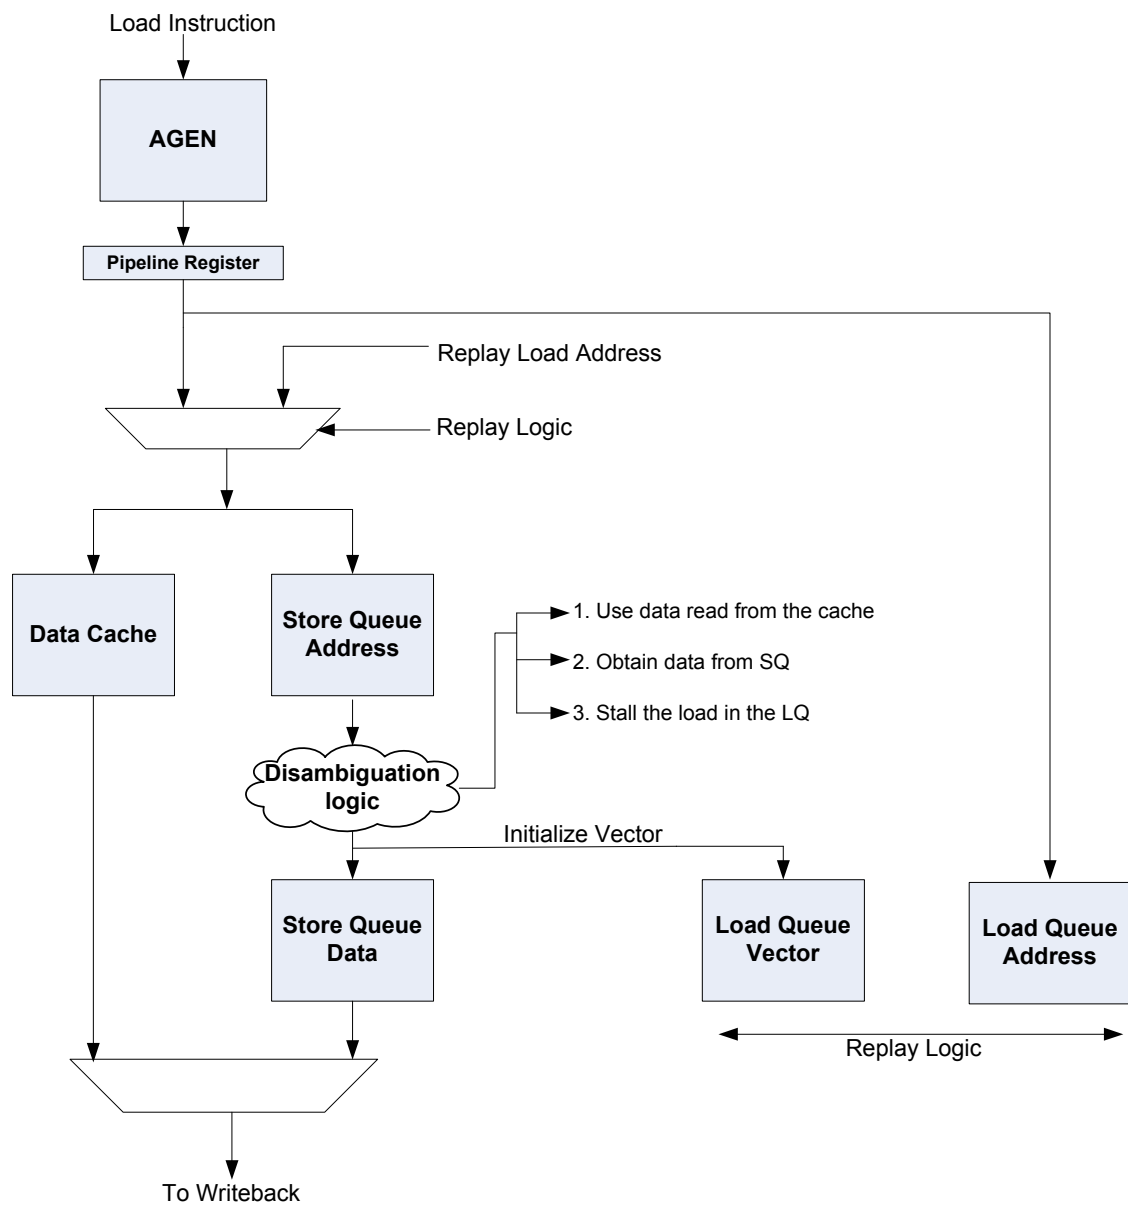 Load Instruction
AGEN
Pipeline Register
Replay Load Address
Replay Logic
Data Cache
Store Queue
Address
1. Use data read from the cache
2. Obtain data from SQ
3. Stall the load in the LQ
Disambiguation
logic
Initialize Vector
Store Queue
Data
Load Queue
Vector
Load Queue
Address
Replay Logic
To Writeback